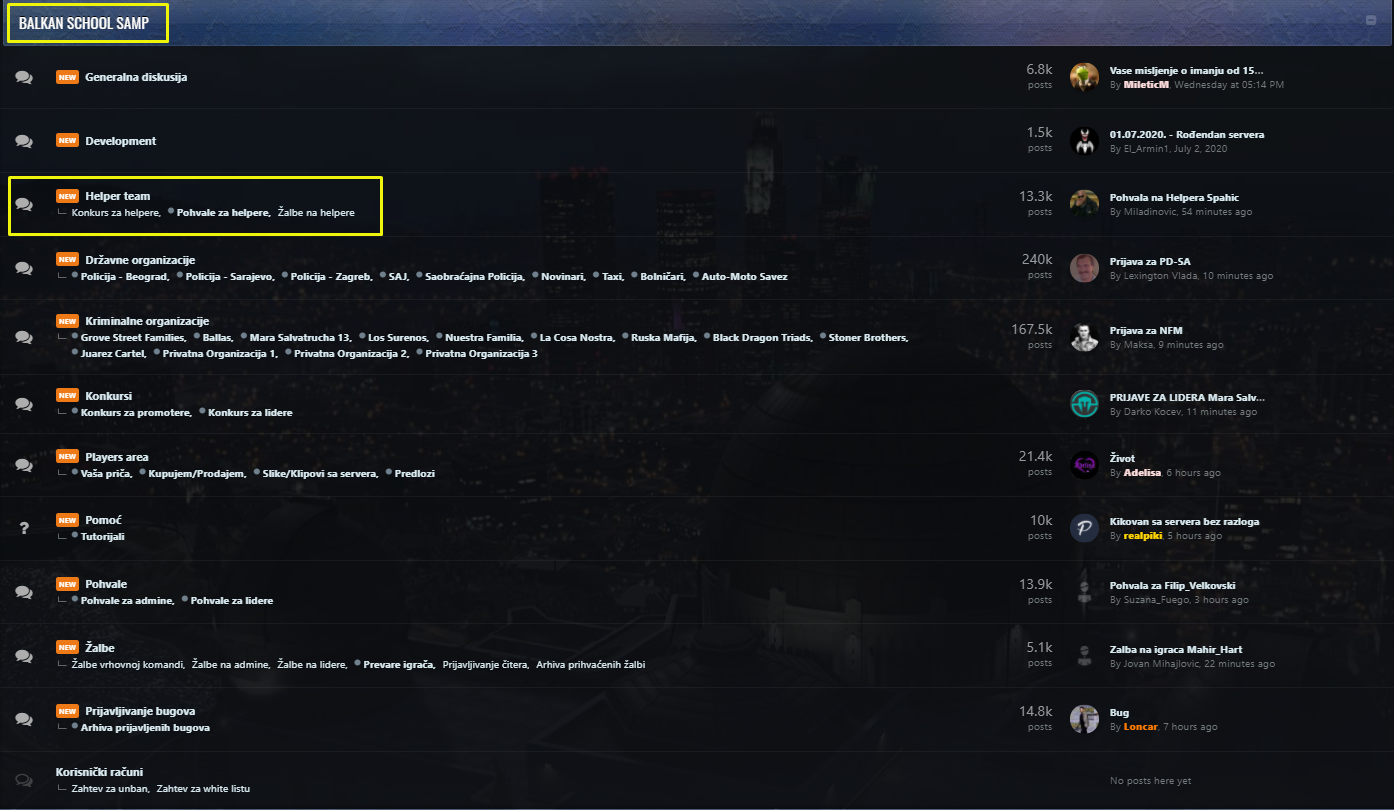 BALKAN SCHOOL SAMP
NEW Generalna diskusija
6.8k
posts
Vase misljenje o imanju od 15...
By MileticM, Wednesday at 05:14 PM
NEW Development
1.5k
posts
01.07.2020. - Rođendan servera
By El_Armin1, July 2, 2020
NEW Helper team
Konkurs za helpere, Pohvale za helpere, Žalbe na helpere
13.3k
posts
Pohvala na Helpera Spahic
By Miladinovic, 54 minutes ago
NEW Državne organizacije
Policija - Beograd, Policija - Sarajevo, Policija - Zagreb, SAJ, Saobraćajna Policija, Novinari, Taxi, Bolničari, Auto-Moto Savez
240k
posts
Prijava za PD-SA
By Lexington Vlada, 10 minutes ago
NEW Kriminalne organizacije
Grove Street Families, Ballas, Mara Salvatrucha 13, Los Surenos, Nuestra Familia, La Cosa Nostra, Ruska Mafija, Black Dragon Triads, Stoner Brothers,
Juarez Cartel, Privatna Organizacija 1, Privatna Organizacija 2, Privatna Organizacija 3
167.5k
posts
Prijava za NFM
By Maksa, 9 minutes ago
NEW Konkursi
Konkurs za promotere, Konkurs za lidere
PRIJAVE ZA LIDERA Mara Salv...
By Darko Kocev, 11 minutes ago
NEW Players area
Vaša priča, Kupujem/Prodajem, Slike/Klipovi sa servera, Predlozi
21.4k
posts
Život
By Adelisa, 6 hours ago
?
NEW Pomoć
Tutorijali
10k
posts
Kikovan sa servera bez razloga
By realpiki, 5 hours ago
NEW Pohvale
Pohvale za admine, Pohvale za lidere
13.9k
posts
Pohvala za Filip_Velkovski
By Suzana_Fuego, 3 hours ago
NEW Žalbe
Žalbe vrhovnoj komandi, Žalbe na admine, Žalbe na lidere, Prevare igrača, Prijavljivanje čitera, Arhiva prihvaćenih žalbi
5.1k
posts
Zalba na igraca Mahir_Hart
By Jovan Mihajlovic, 22 minutes ago
NEW Prijavljivanje bugova
Arhiva prijavljenih bugova
14.8k
posts
Bug
By Loncar, 7 hours ago
Korisnički računi
Zahtev za unban, Zahtev za white listu
No posts here yet